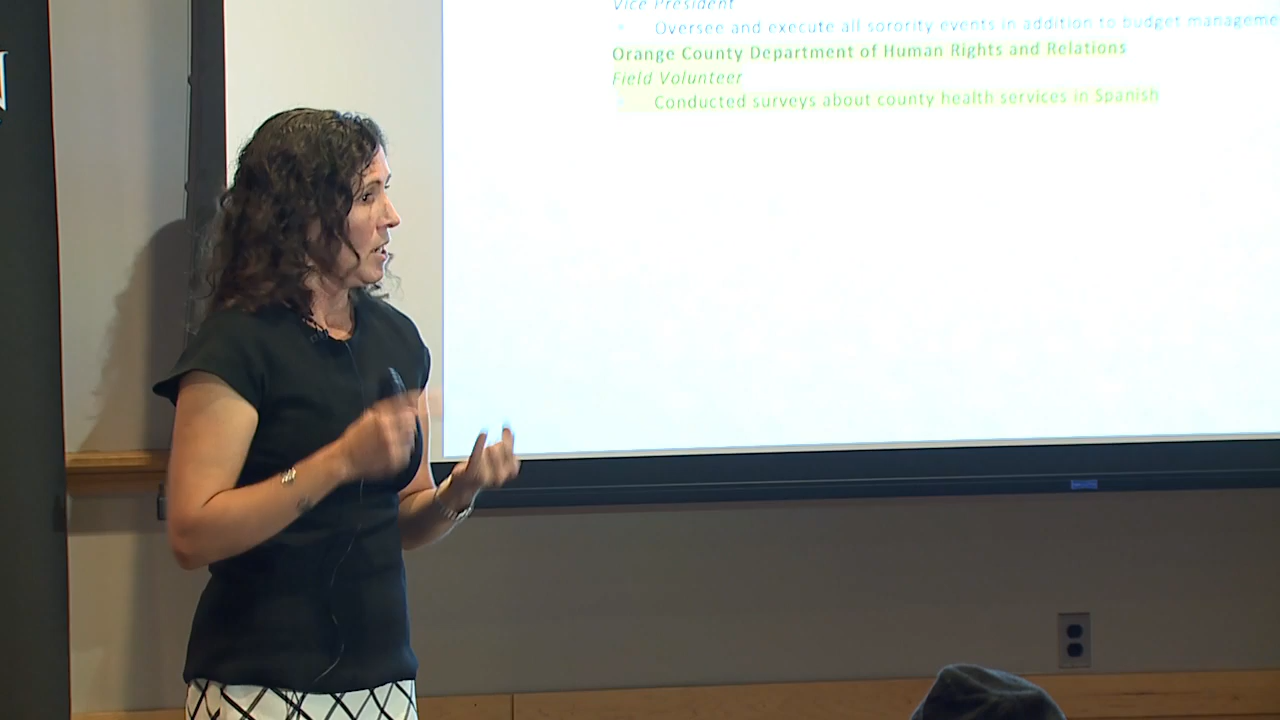 Vice President
Oversee and execute all sorority events in addition to budget manageme
Orange County Department of Human Rights and Relations
Field Volunteer
Conducted surveys about county health services in Spanish